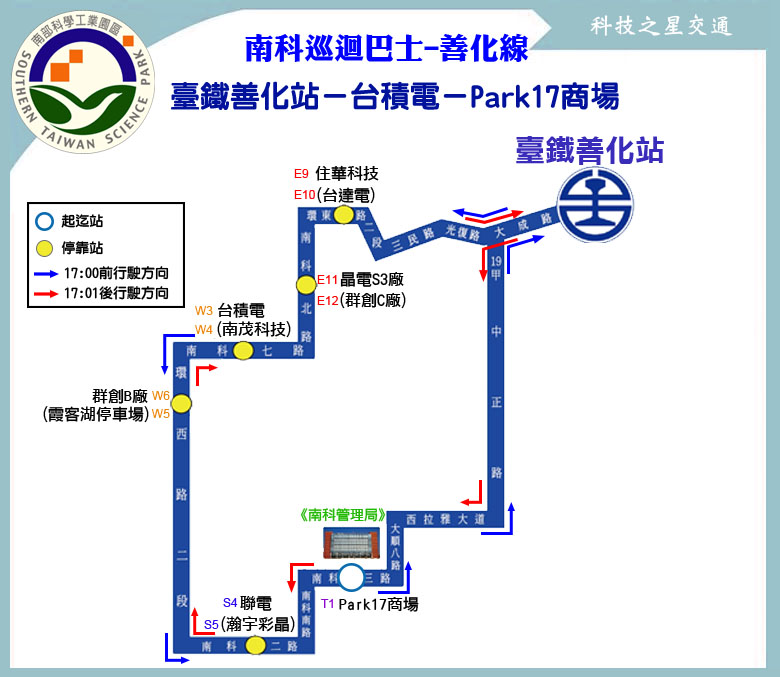 科技之星交通
南部科學工業園區
SOUTHERN TAIWAN SCIENCE PARK
南科巡迴巴士-善化線
臺鐵善化站－台積電－Park17商場
臺鐵善化站
起迄站
停靠站
17:00前行駛方向
17:01後行駛方向
E9 住華科技
E10(台達電)
環東路二段
三民路
光復路
大成路
19甲
中正路
南科北路
E11晶電S3廠
E12(群創C廠)
W3 台積電
W4 (南茂科技)
南科七路
環西路二段
群創B廠 W6
(霞客湖停車場) W5
《南科管理局》
西拉雅大道
大順八路
南科三路
T1 Park17商場
南科南路
S4 聯電
S5(瀚宇彩晶)
南科二路